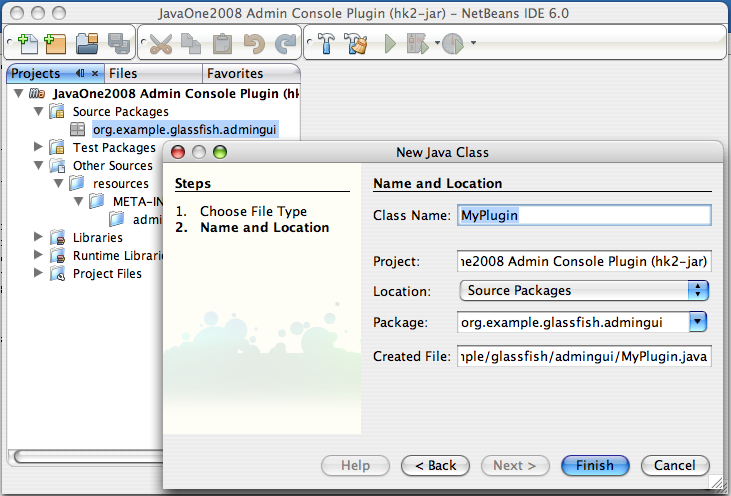 JavaOne2008 Admin Console Plugin (hk2-jar) – NetBeans IDE 6.0
Projects
Files
Favorites
JavaOne2008 Admin Console Plugin (hk
Source Packages
org.example.glassfish.admingui
Test Packages
Other Sources
resources
META-IN
admi
Libraries
Runtime Librarie
Project Files
New Java Class
Steps
1. Choose File Type
2. Name and Location
Name and Location
Class Name: MyPlugin
Project: ne2008 Admin Console Plugin (hk2-jar)
Location: Source Packages
Package: org.example.glassfish.admingui
Created File: mple/glassfish/admingui/MyPlugin.java
Help
< Back
Next >
Finish
Cancel